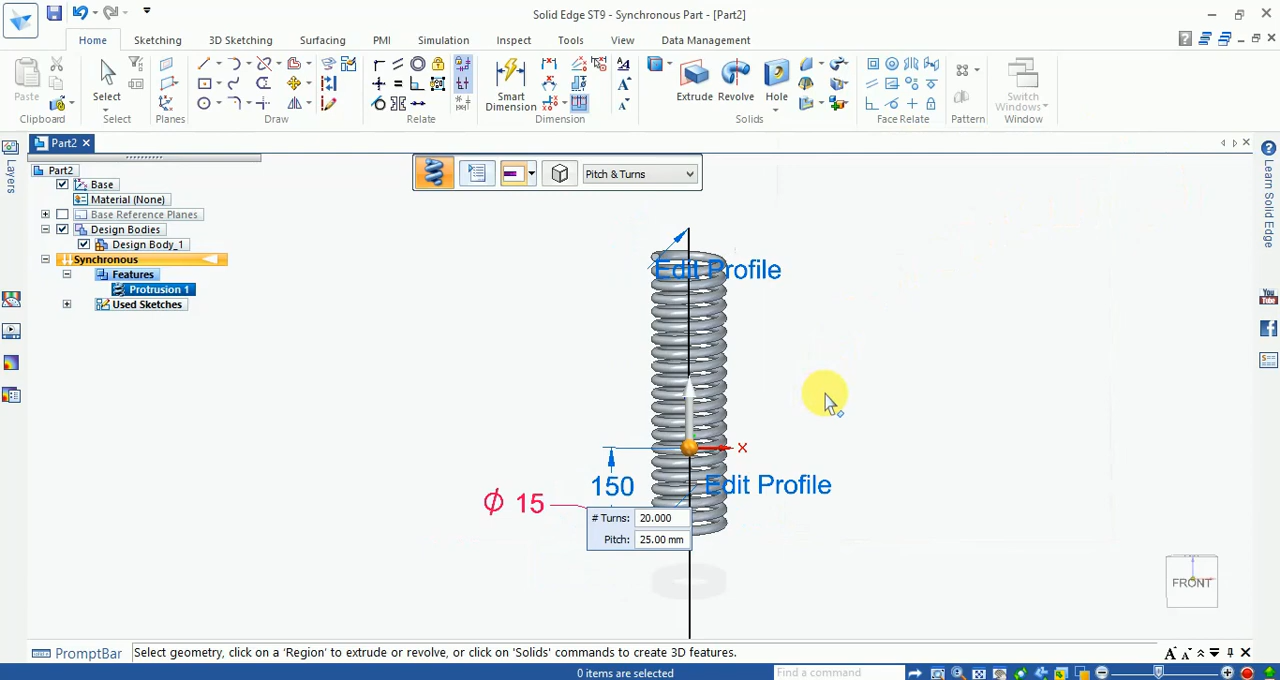 Solid Edge ST9 - Synchronous Part - [Part2]
Home Sketching 3D Sketching Surfacing PMI Simulation Inspect Tools View Data Management
Paste Select Smart Dimension Extrude Revolve Hole Switch Windows
Clipboard Select Planes Draw Relate Dimension Solids Face Relate Pattern Window
Part2
Layers
Learn Solid Edge
You Tube
Pitch & Turns
Part2
Base
Material (None)
Base Reference Planes
Design Bodies
Design Body_1
Synchronous
Features
Protrusion 1
Used Sketches
Edit Profile
X
150
Edit Profile
Ø 15
# Turns: 20.000
Pitch: 25.00 mm
FRONT
PromptBar Select geometry, click on a 'Region' to extrude or revolve, or click on 'Solids' commands to create 3D features.
0 items are selected
Find a command